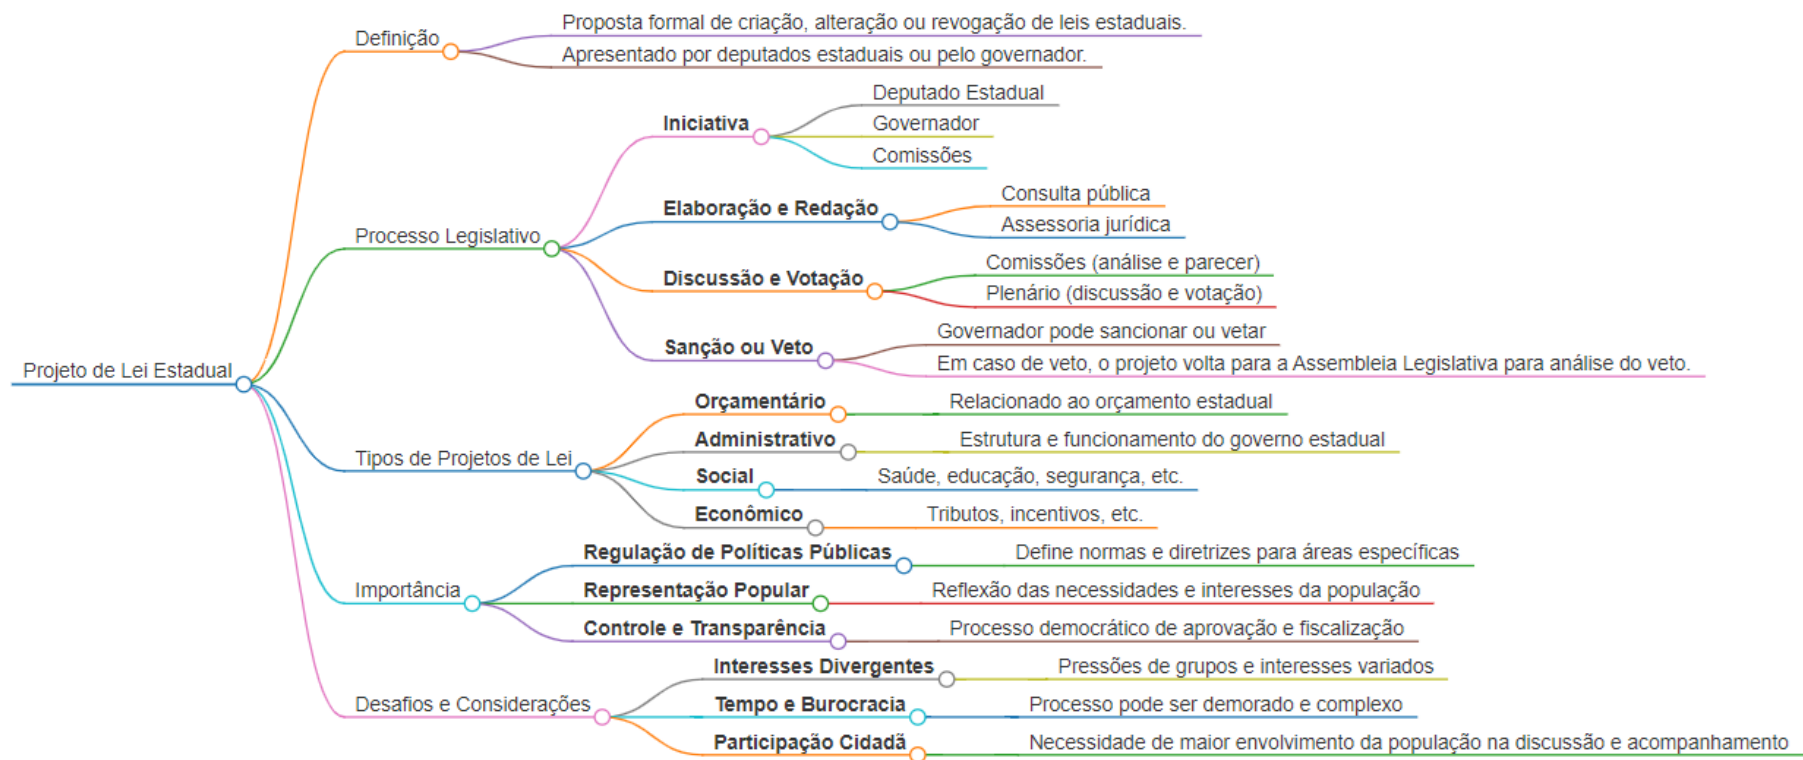 Projeto de Lei Estadual
Definição
Proposta formal de criação, alteração ou revogação de leis estaduais.
Apresentado por deputados estaduais ou pelo governador.
Processo Legislativo
Iniciativa
Deputado Estadual
Governador
Comissões
Elaboração e Redação
Consulta pública
Assessoria jurídica
Discussão e Votação
Comissões (análise e parecer)
Plenário (discussão e votação)
Sanção ou Veto
Governador pode sancionar ou vetar
Em caso de veto, o projeto volta para a Assembleia Legislativa para análise do veto.
Tipos de Projetos de Lei
Orçamentário
Relacionado ao orçamento estadual
Administrativo
Estrutura e funcionamento do governo estadual
Social
Saúde, educação, segurança, etc.
Econômico
Tributos, incentivos, etc.
Importância
Regulação de Políticas Públicas
Define normas e diretrizes para áreas específicas
Representação Popular
Reflexão das necessidades e interesses da população
Controle e Transparência
Processo democrático de aprovação e fiscalização
Desafios e Considerações
Interesses Divergentes
Pressões de grupos e interesses variados
Tempo e Burocracia
Processo pode ser demorado e complexo
Participação Cidadã
Necessidade de maior envolvimento da população na discussão e acompanhamento